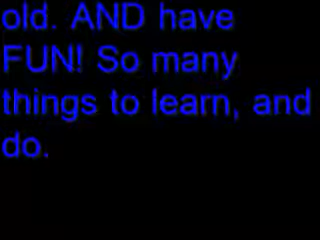 old. AND have
FUN! So many
things to learn, and
do.